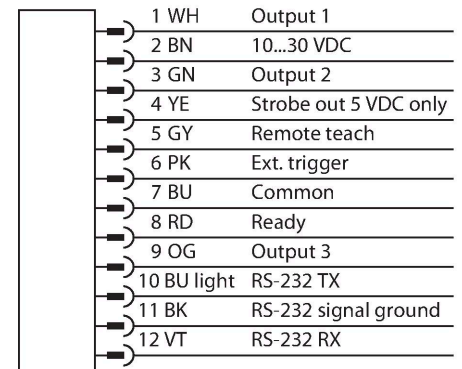 1 WH Output 1
2 BN 10...30 VDC
3 GN Output 2
4 YE Strobe out 5 VDC only
5 GY Remote teach
6 PK Ext. trigger
7 BU Common
8 RD Ready
9 OG Output 3
10 BU light RS-232 TX
11 BK RS-232 signal ground
12 VT RS-232 RX